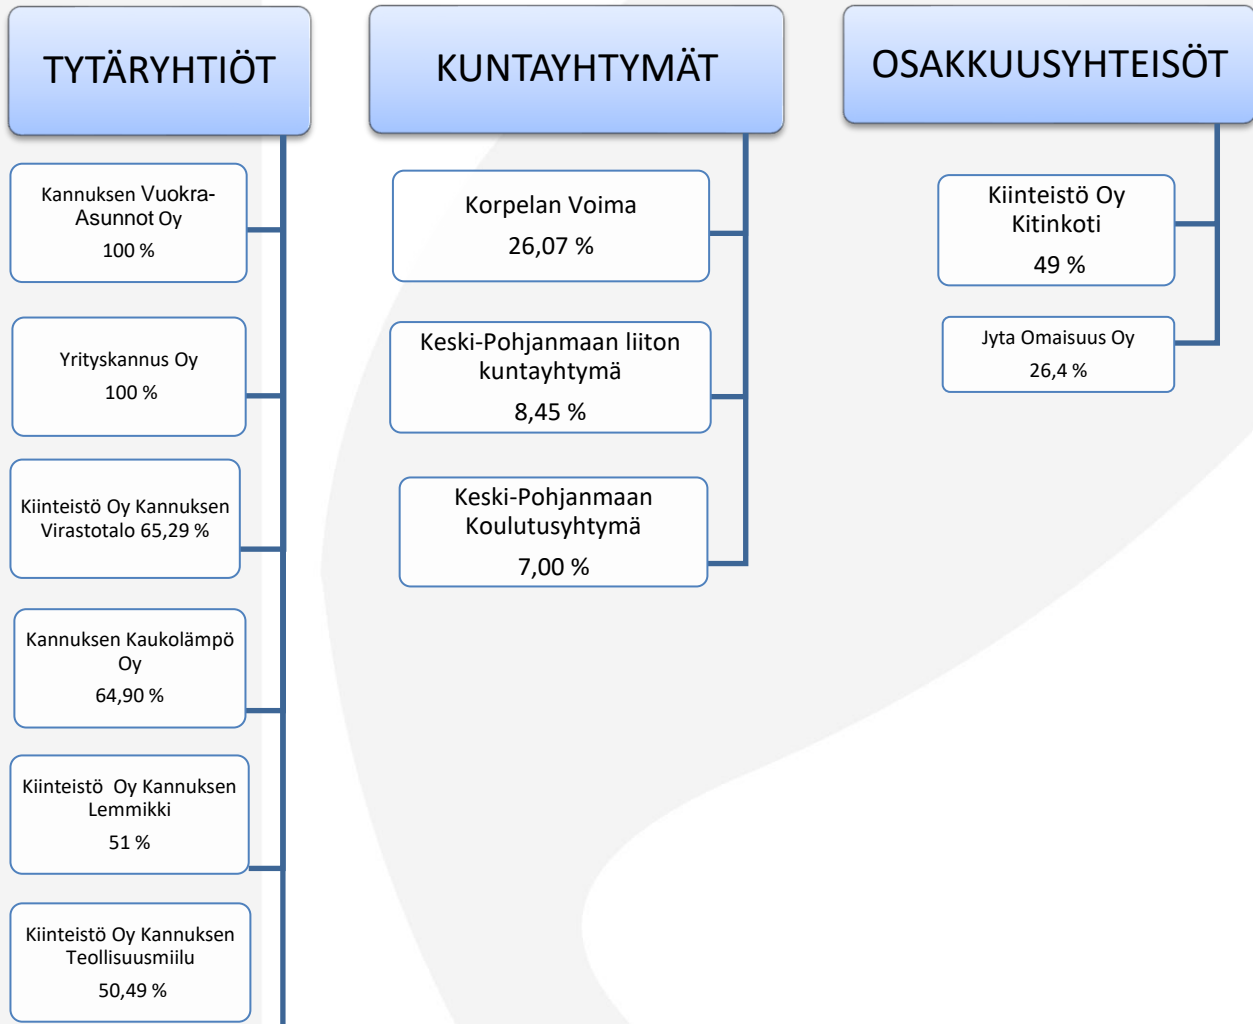 TYTÄRYHTIÖT
Kannuksen Vuokra-
Asunnot Oy
100 %
Yrityskannus Oy
100 %
Kiinteistö Oy Kannuksen
Virastotalo 65,29 %
Kannuksen Kaukolämpö
Oy
64,90 %
Kiinteistö Oy Kannuksen
Lemmikki
51 %
Kiinteistö Oy Kannuksen
Teollisuusmiilu
50,49 %
KUNTAYHTYMÄT
Korpelan Voima
26,07 %
Keski-Pohjanmaan liiton
kuntayhtymä
8,45 %
Keski-Pohjanmaan
Koulutusyhtymä
7,00 %
OSAKKUUSYHTEISÖT
Kiinteistö Oy
Kitinkoti
49 %
Jyta Omaisuus Oy
26,4 %